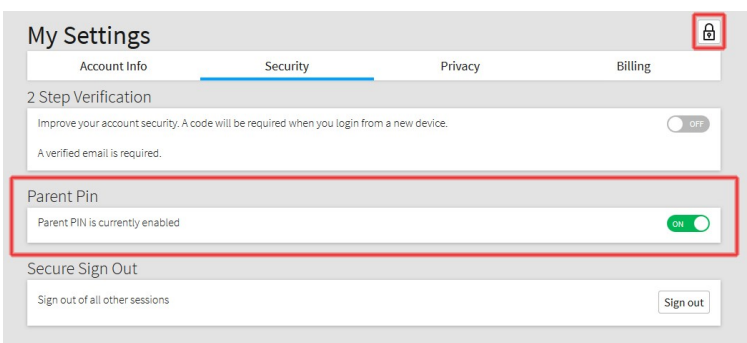 My Settings
Account Info Security Privacy Billing
2 Step Verification
Improve your account security. A code will be required when you login from a new device.
OFF
A verified email is required.
Parent Pin
Parent PIN is currently enabled
ON
Secure Sign Out
Sign out of all other sessions
Sign out